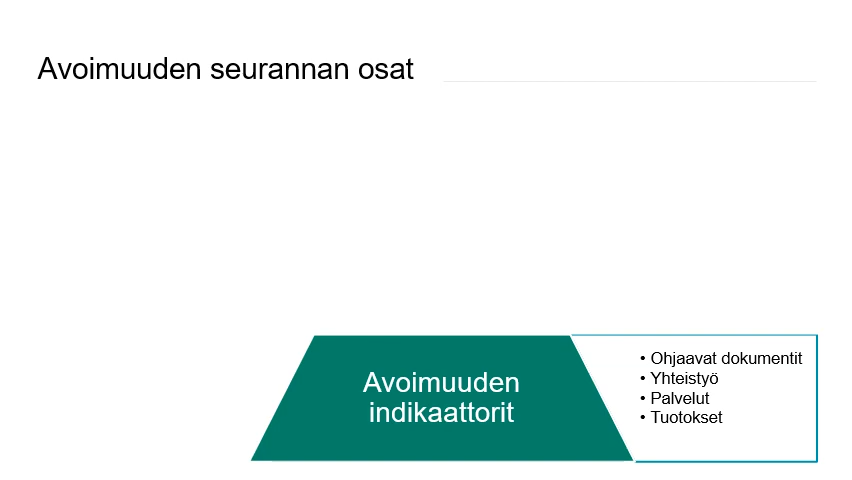 Avoimuuden seurannan osat
Avoimuuden
indikaattorit
• Ohjaavat dokumentit
• Yhteistyö
• Palvelut
• Tuotokset